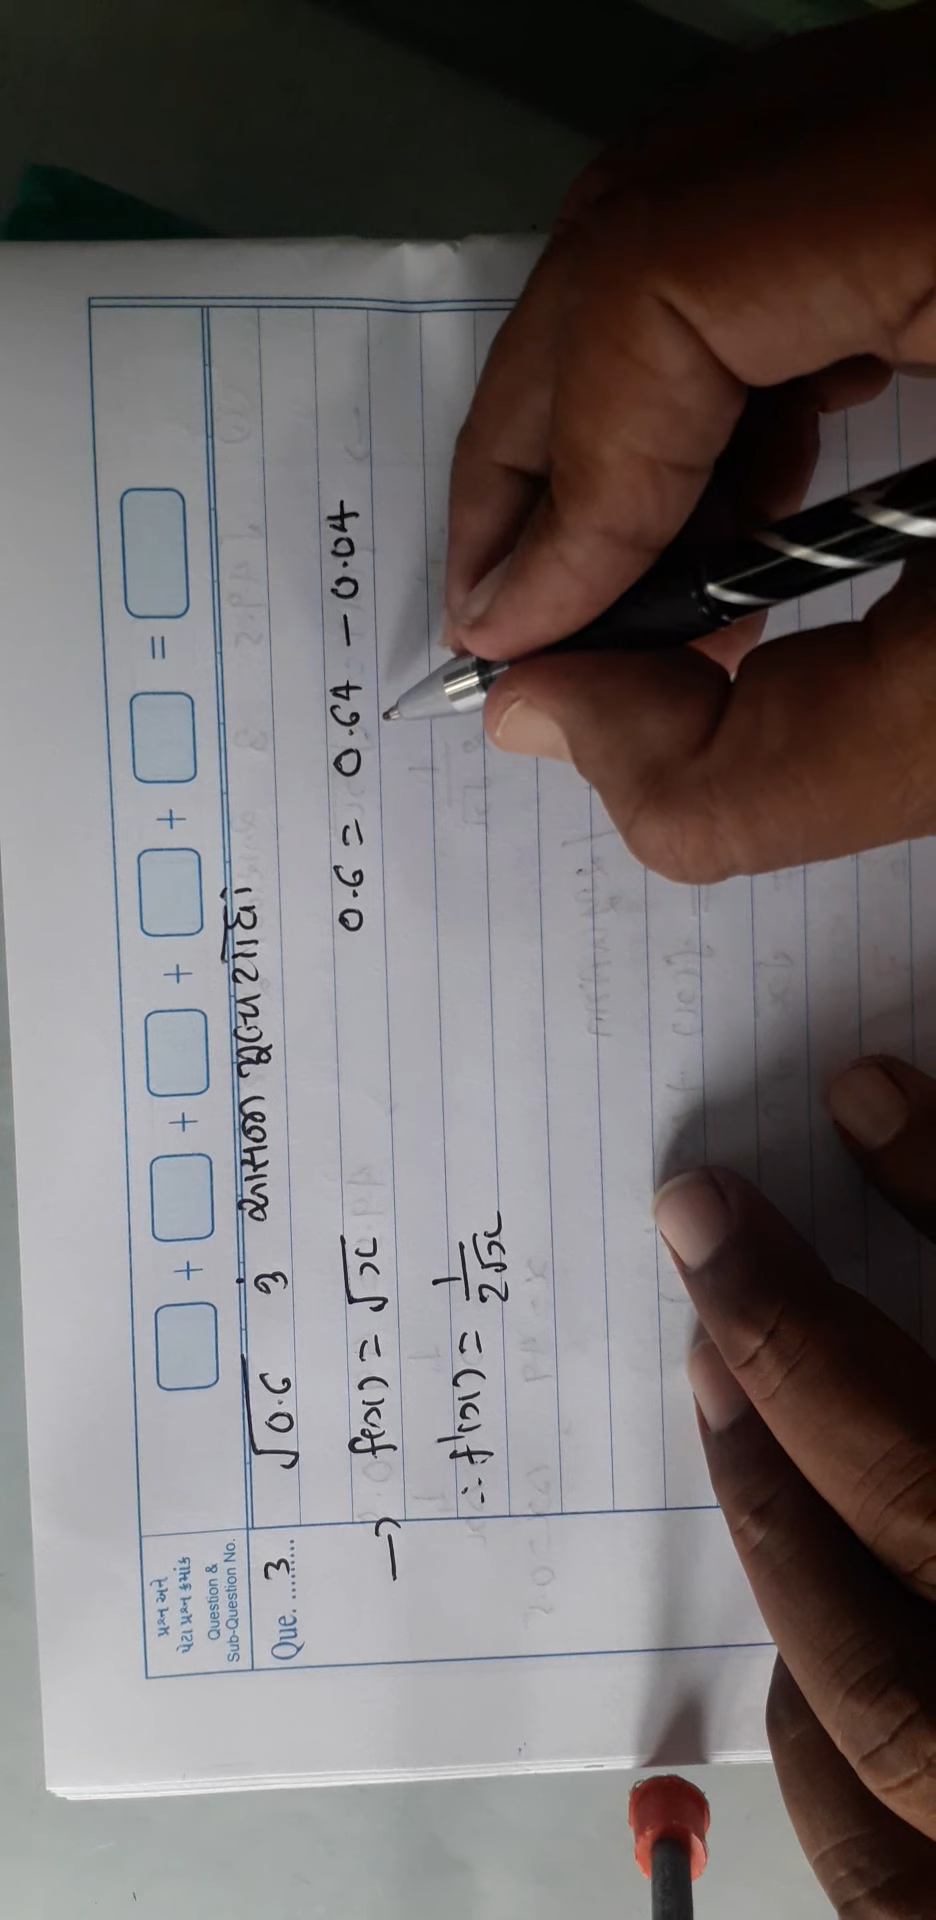 □ + □ + □ + □ + □ = □
પ્રશ્ન અને
પેટા પ્રશ્ન ક્રમાંક
Question &
Sub-Question No.
Que. ....3.... √0.6 નું આસન્ન મૂલ્ય શોધો.
→ f(x) = √x 0.6 = 0.64 - 0.04
∴ f'(x) = 1/2√x